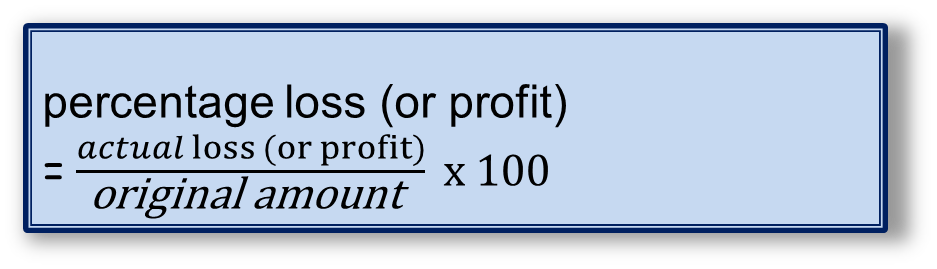 percentage loss (or profit)
= actual loss (or profit) / original amount x 100